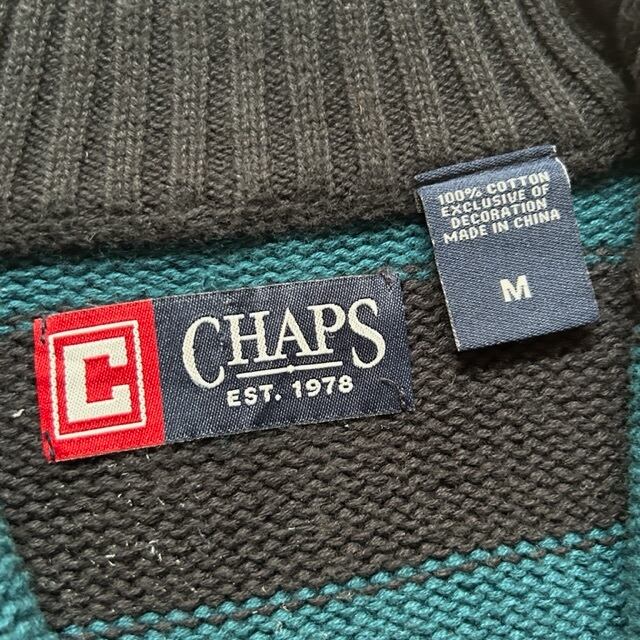 100% COTTON
EXCLUSIVE OF
DECORATION
MADE IN CHINA
M
C
CHAPS
EST. 1978